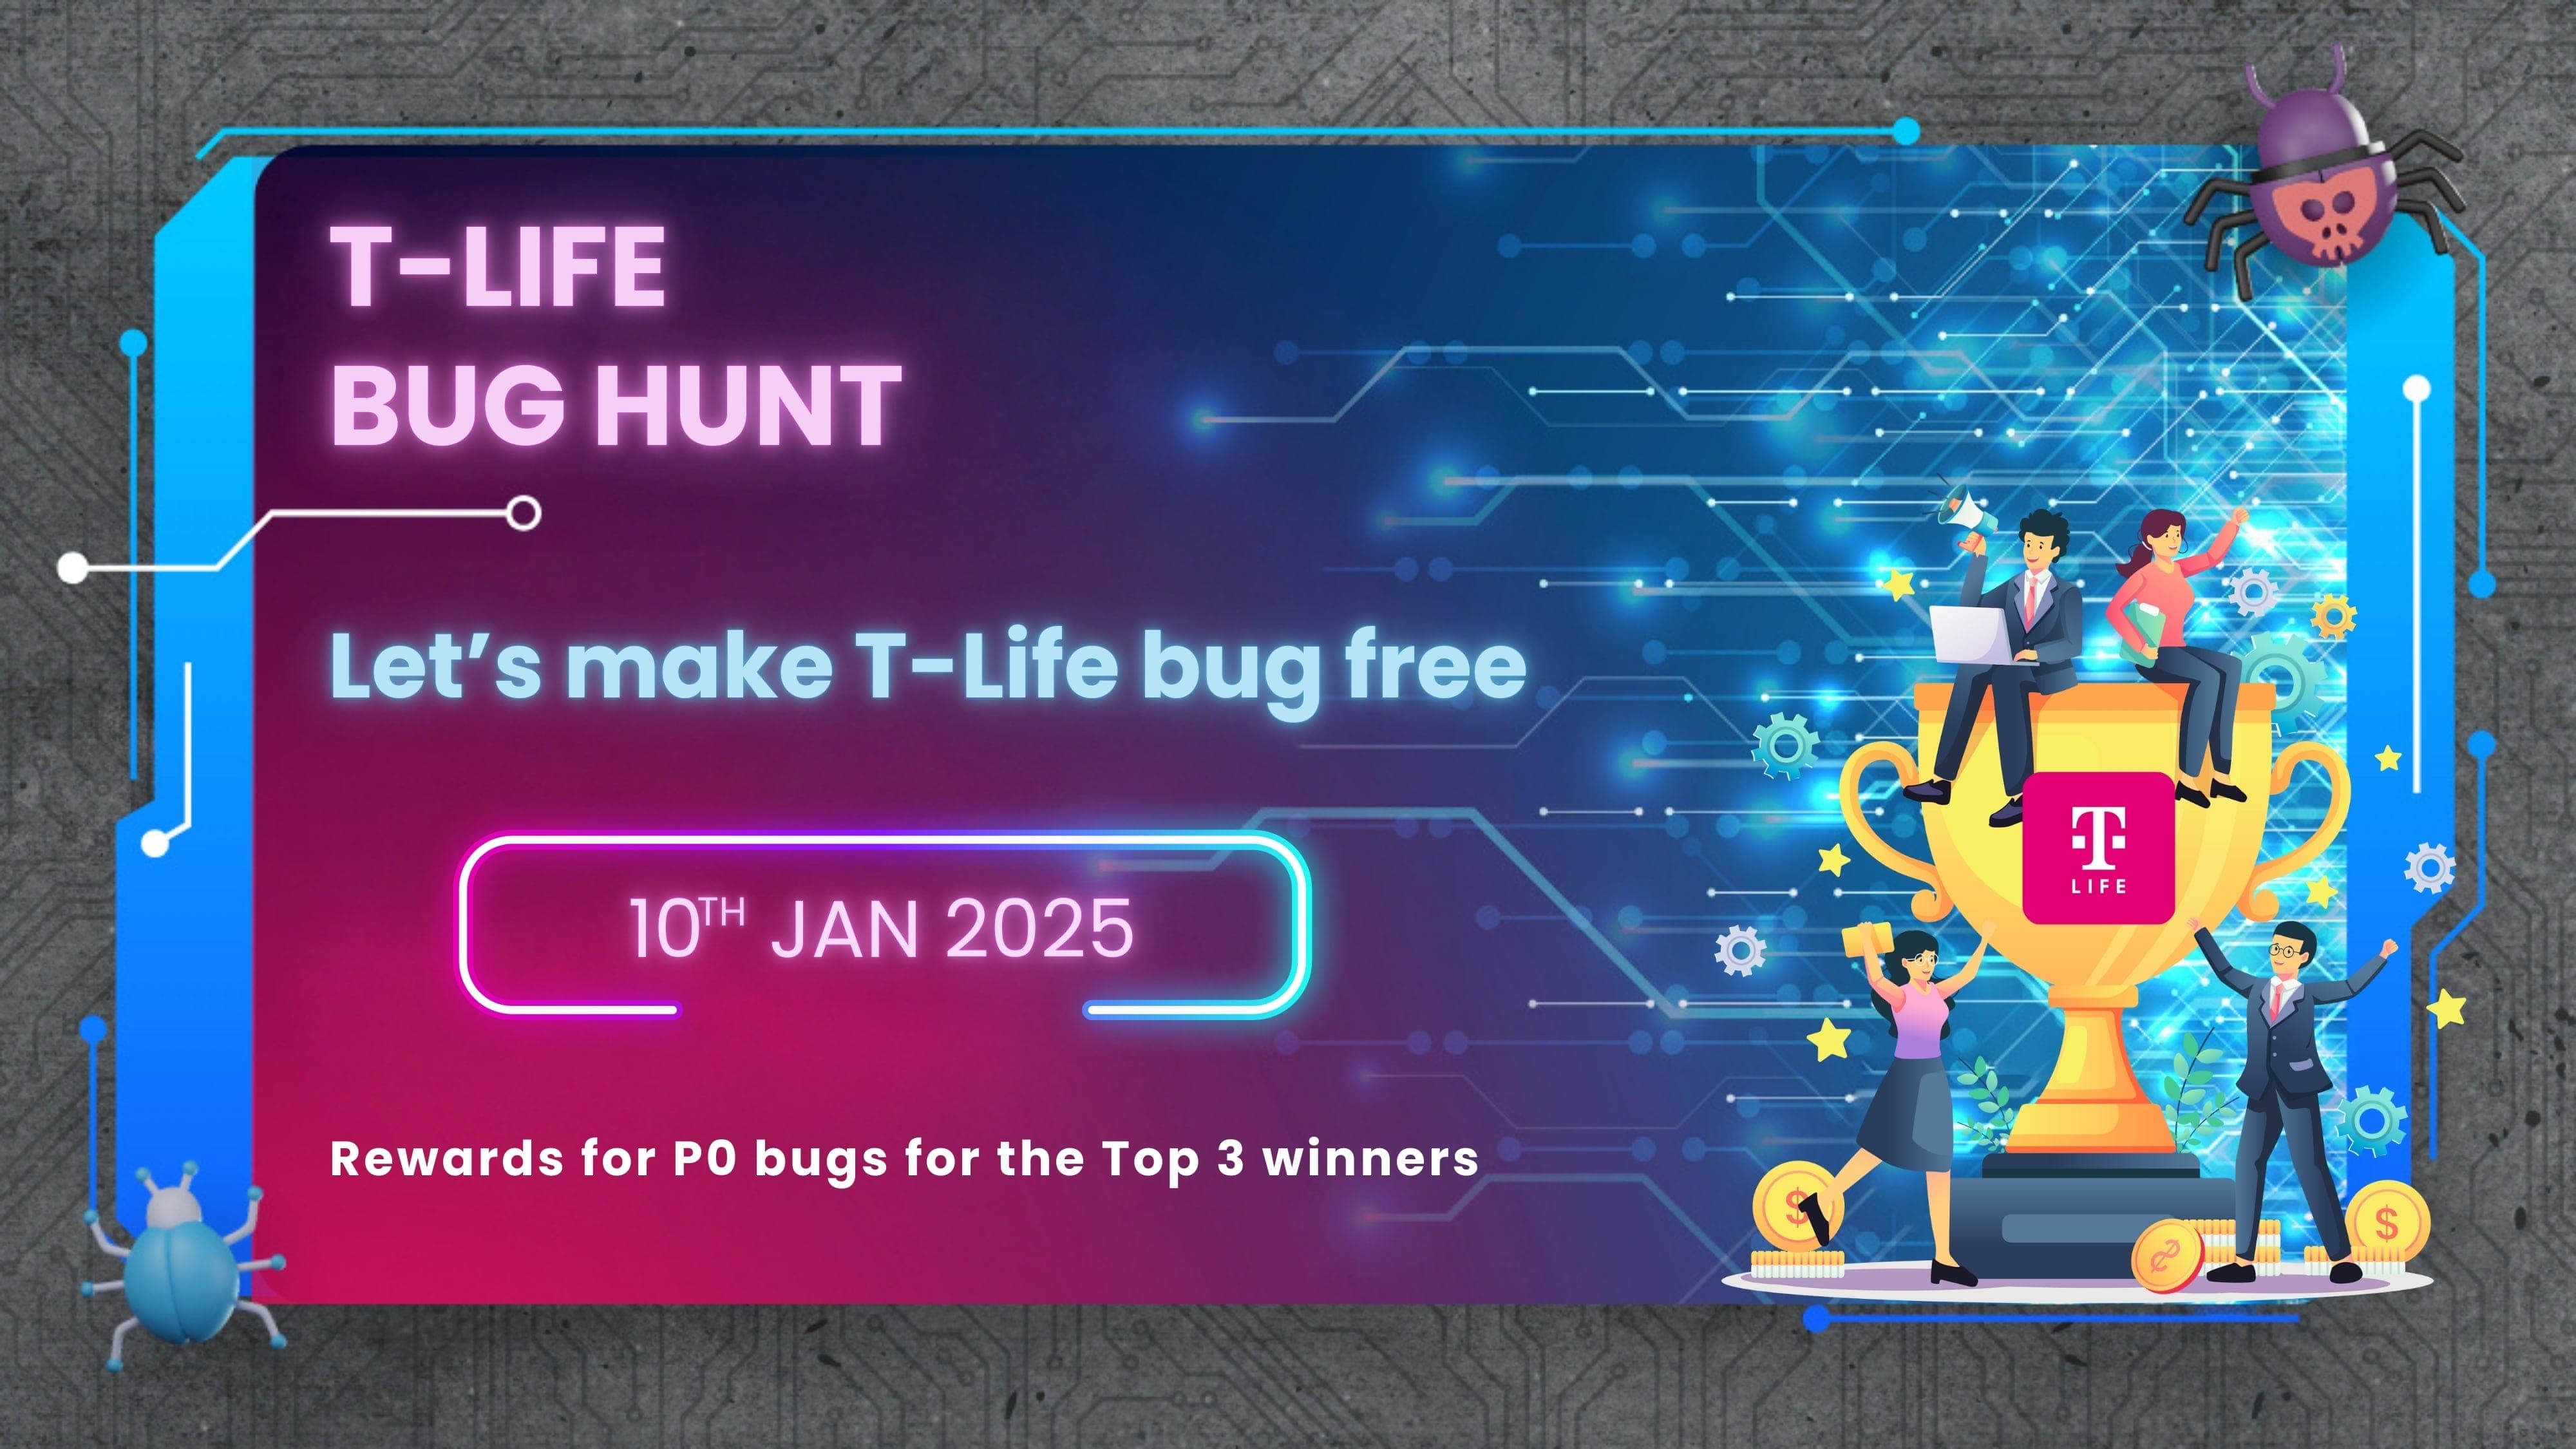 T-LIFE
BUG HUNT
Let's make T-Life bug free
10TH JAN 2025
Rewards for P0 bugs for the Top 3 winners
T
LIFE
$
$
$